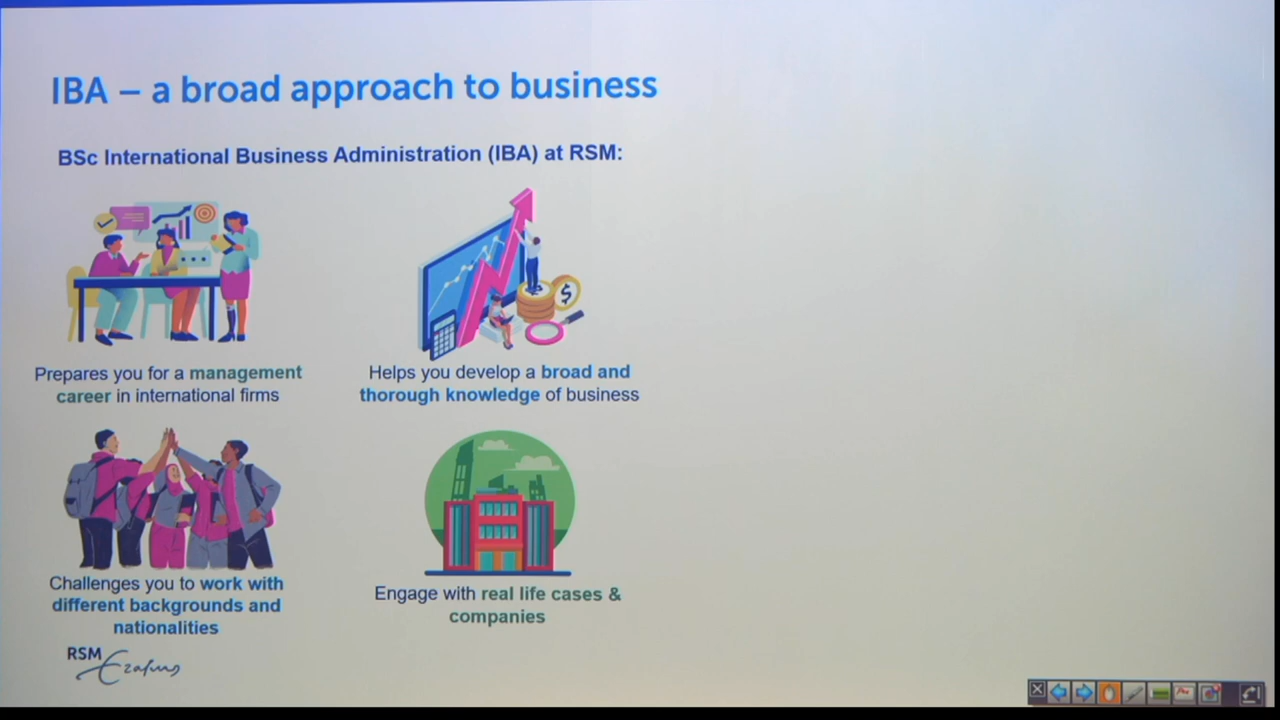 IBA – a broad approach to business
BSc International Business Administration (IBA) at RSM:
Prepares you for a management
career in international firms
Helps you develop a broad and
thorough knowledge of business
Challenges you to work with
different backgrounds and
nationalities
Engage with real life cases &
companies
RSM
Erasmus
$